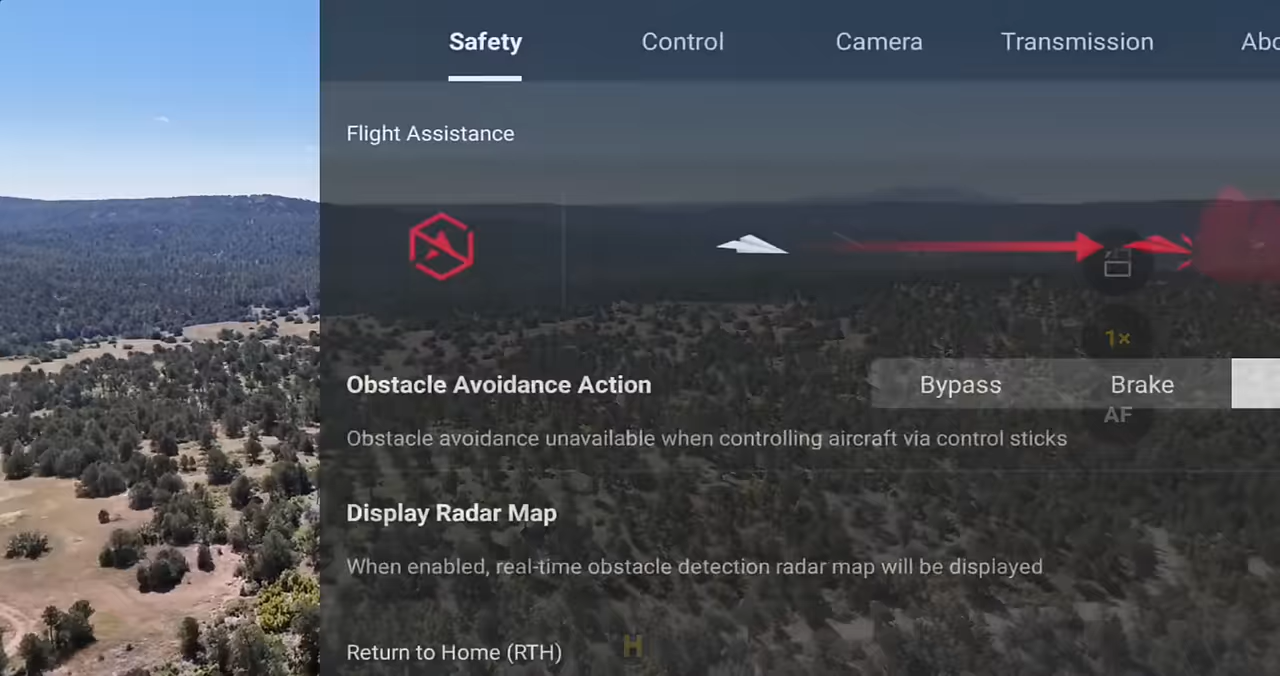 Safety Control Camera Transmission Abo
Flight Assistance
1×
Obstacle Avoidance Action Bypass Brake
AF
Obstacle avoidance unavailable when controlling aircraft via control sticks
Display Radar Map
When enabled, real-time obstacle detection radar map will be displayed
H
Return to Home (RTH)